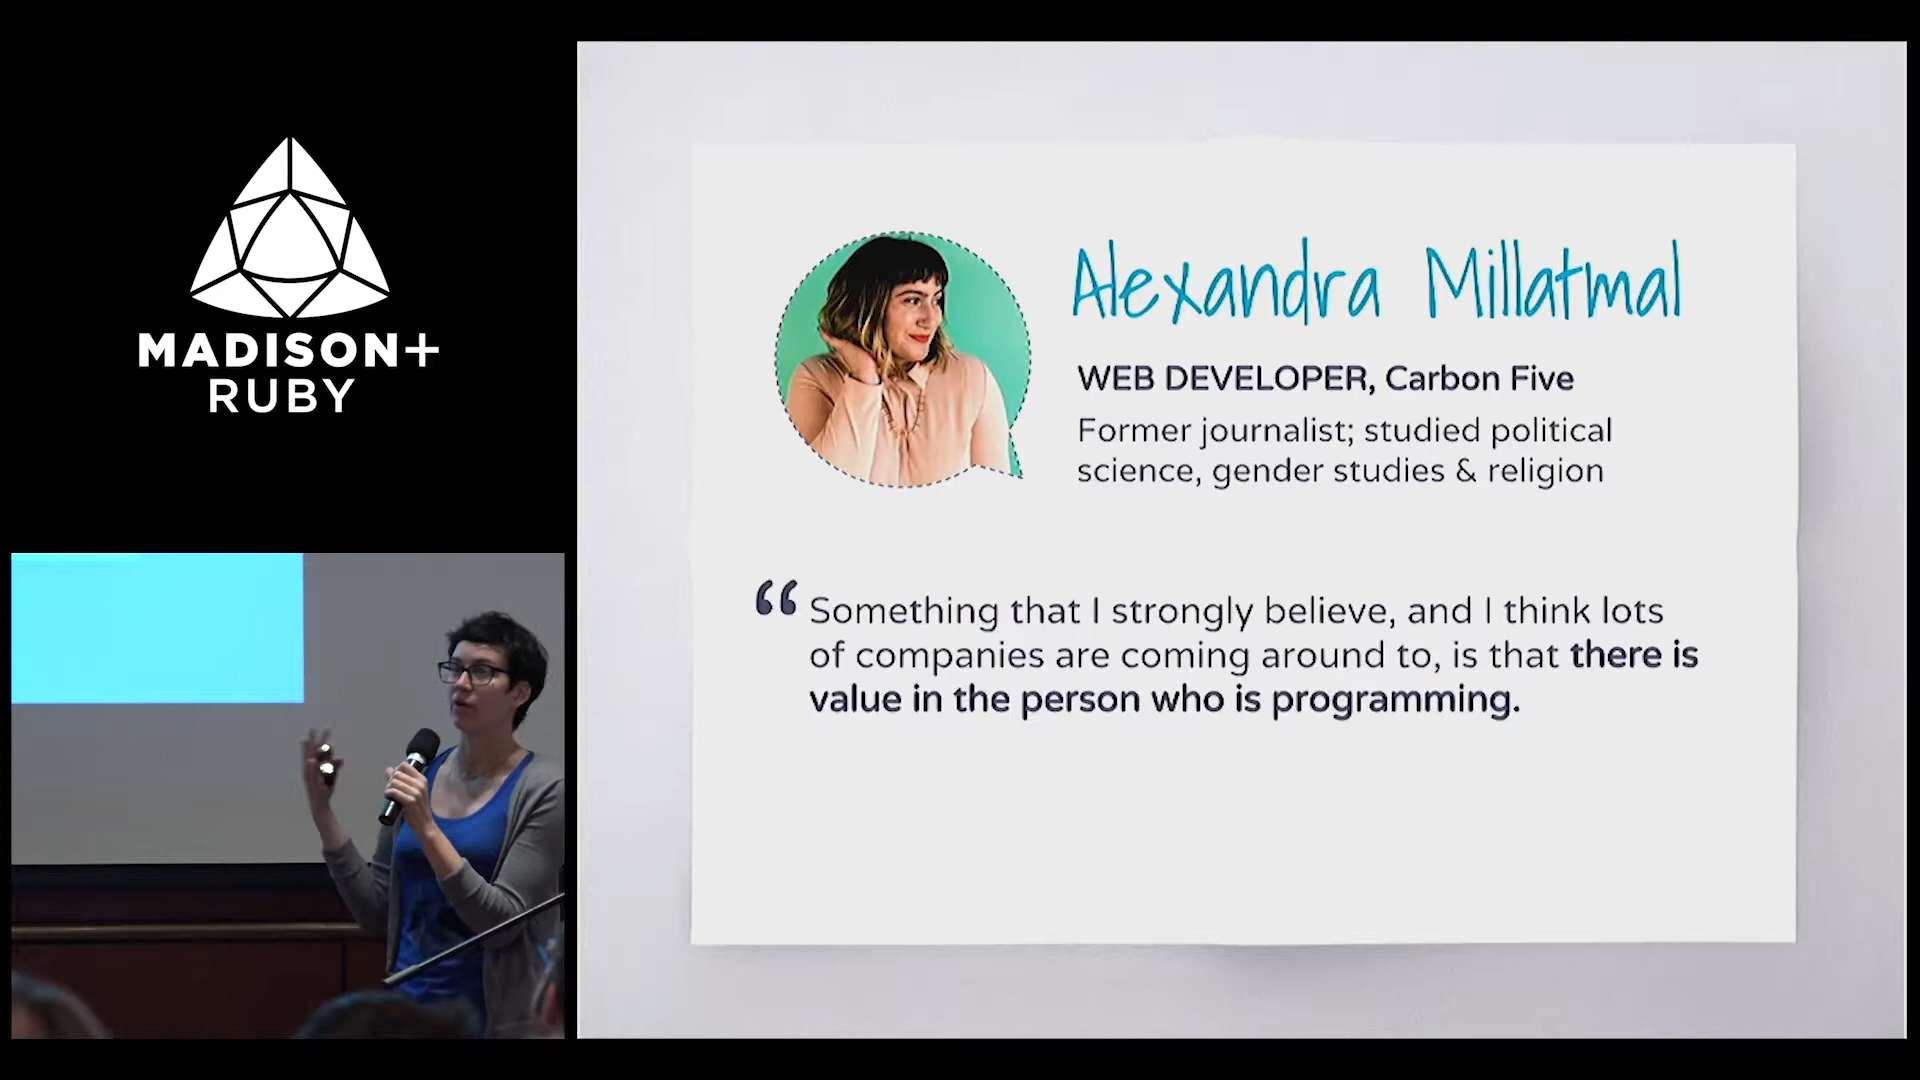 MADISON+
RUBY
Alexandra Millatmal
WEB DEVELOPER, Carbon Five
Former journalist; studied political
science, gender studies & religion
“ Something that I strongly believe, and I think lots
of companies are coming around to, is that there is
value in the person who is programming.